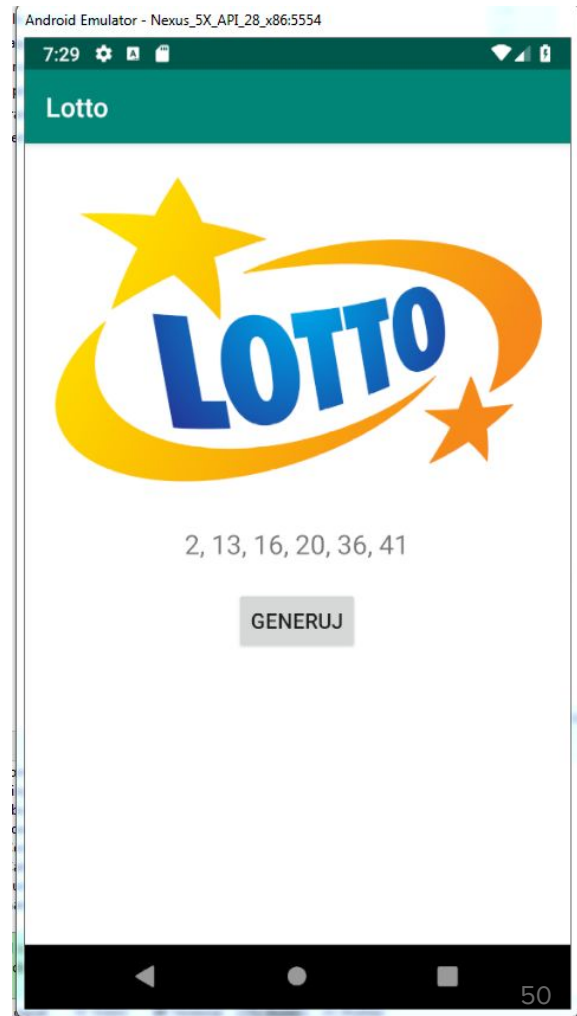 Android Emulator - Nexus_5X_API_28_x86:5554
7:29
Lotto
LOTTO
2, 13, 16, 20, 36, 41
GENERUJ
50